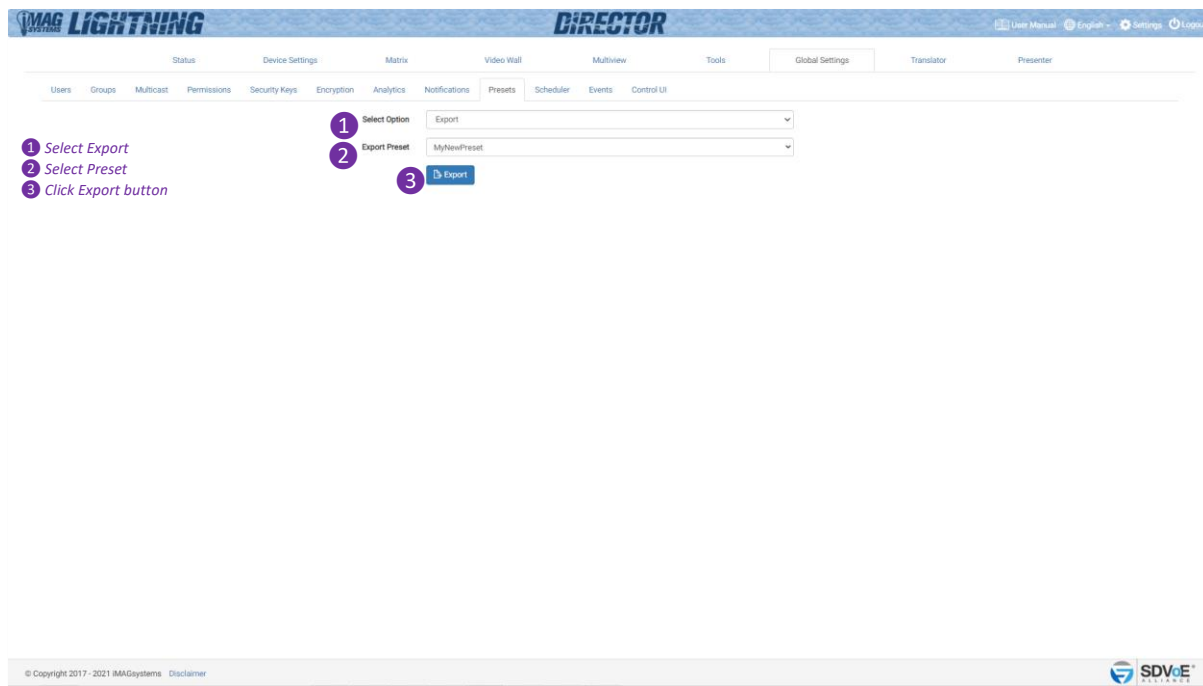 iMAG SYSTEMS LiGHTNiNG DiRECTOR User Manual English Settings Logou
Status Device Settings Matrix Video Wall Multiview Tools Global Settings Translator Presenter
Users Groups Multicast Permissions Security Keys Encryption Analytics Notifications Presets Scheduler Events Control UI
1 Select Option Export
1 Select Export
2 Export Preset MyNewPreset
2 Select Preset
3 Export
3 Click Export button
© Copyright 2017 - 2021 iMAGsystems Disclaimer
SDVoE
ALLIANCE